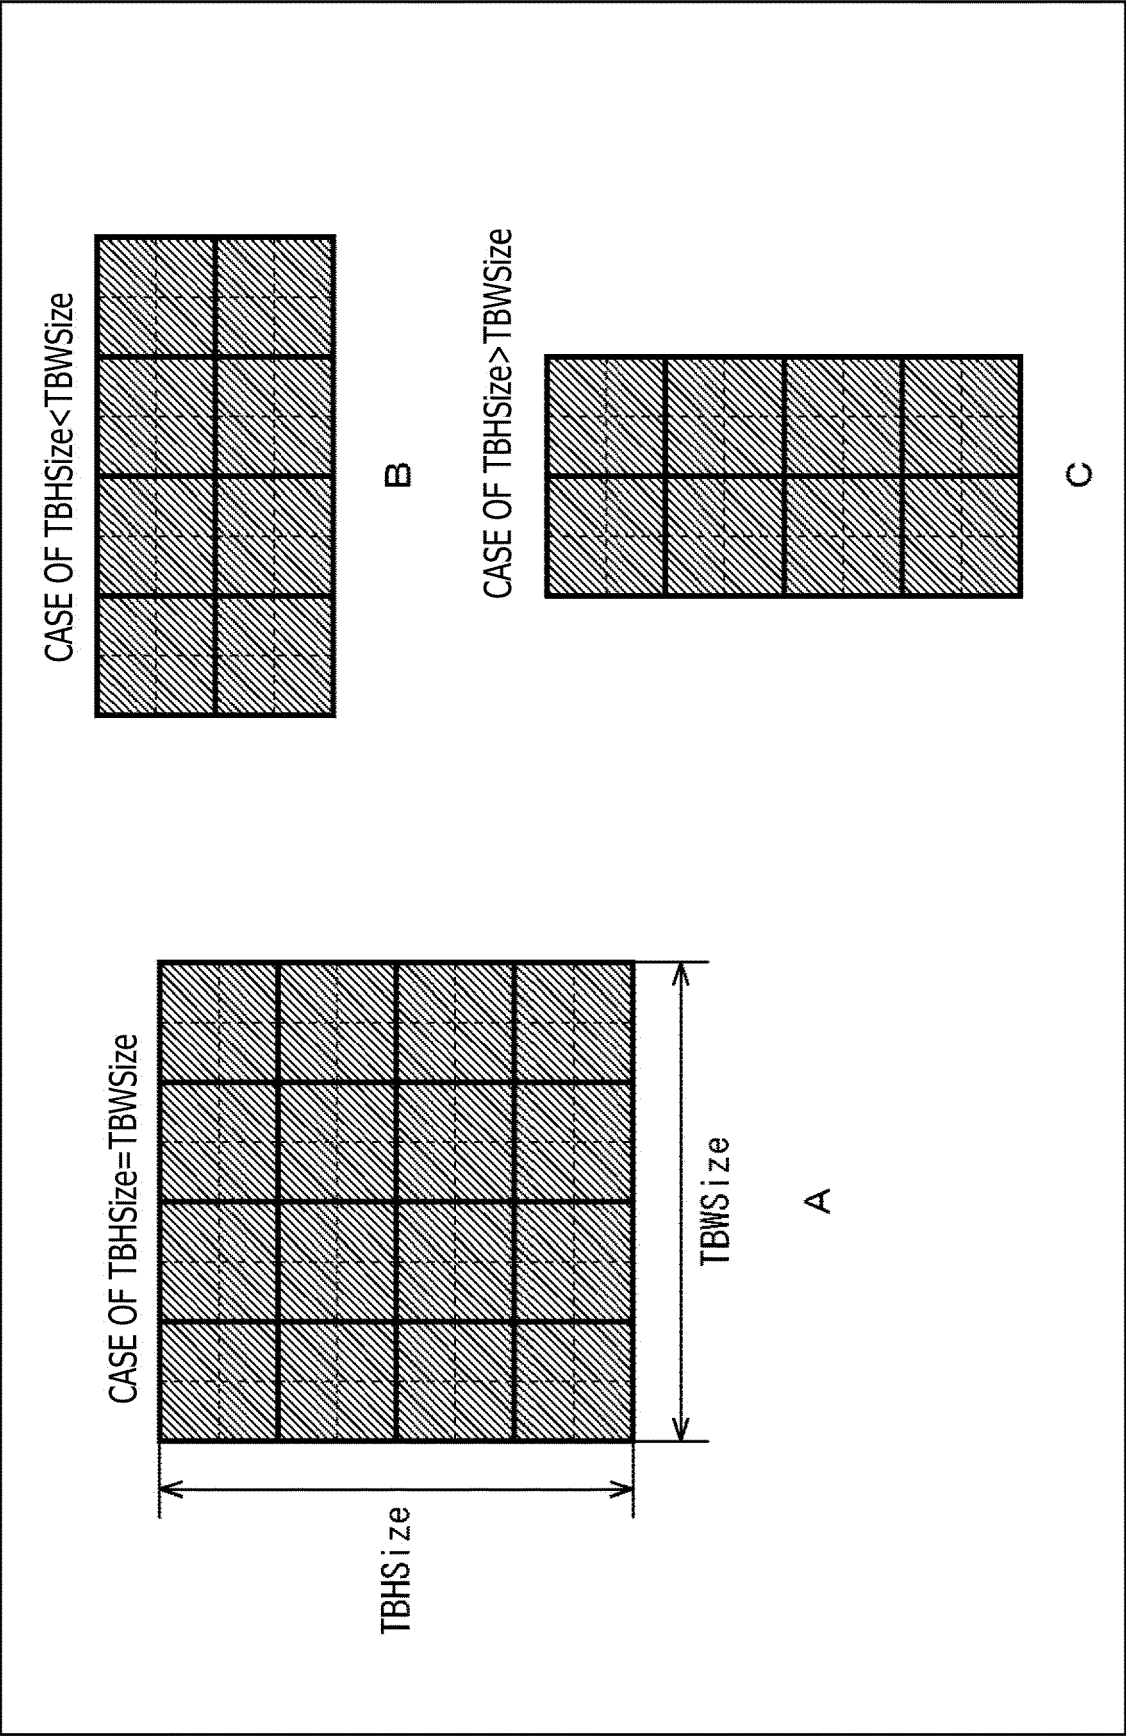 CASE OF TBHSize=TBWSize
TBHSize
TBWSize
A
CASE OF TBHSize<TBWSize
B
CASE OF TBHSize>TBWSize
C